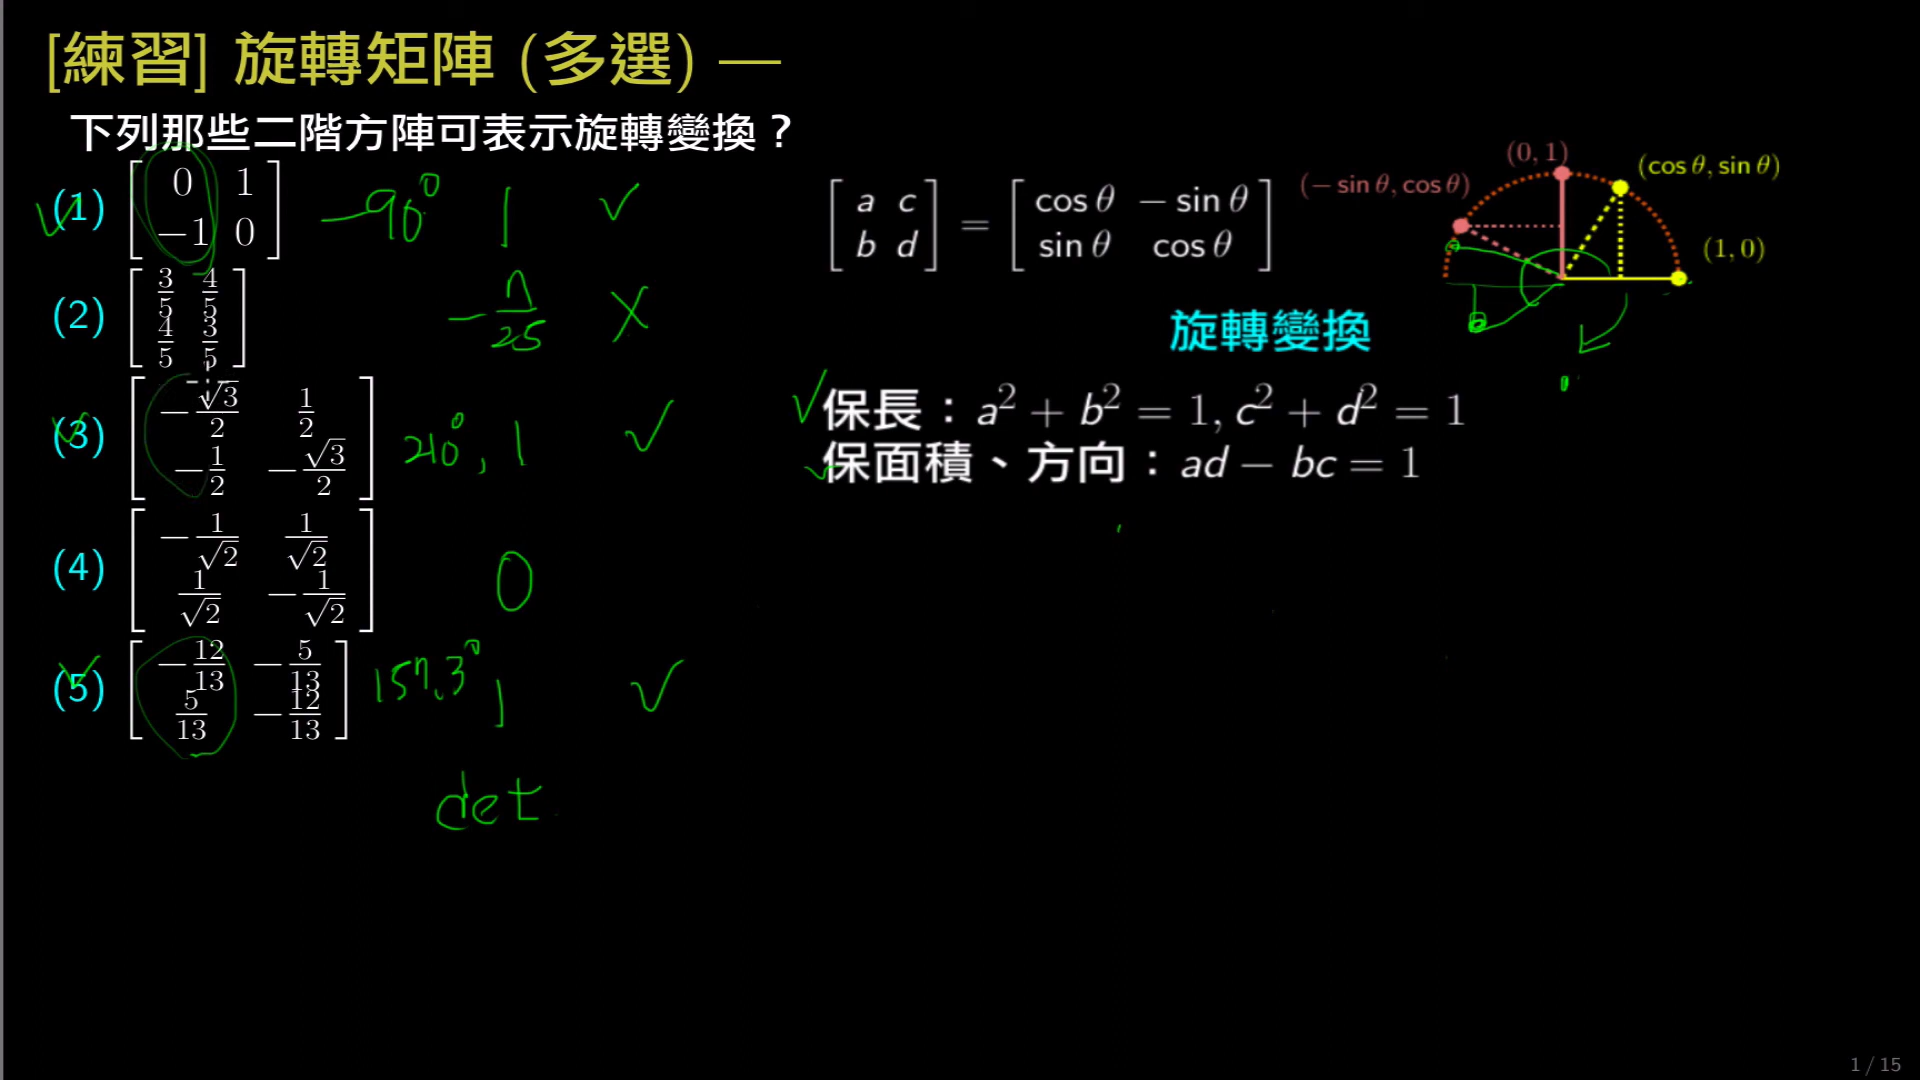 [練習] 旋轉矩陣 (多選) —
下列那些二階方陣可表示旋轉變換？
(1) [ 0 1 ; −1 0 ] −90° 1 ✓
(2) [ 3/5 4/5 ; 4/5 3/5 ] −7/25 X
(3) [ −√3/2 1/2 ; −1/2 −√3/2 ] 210°, 1 ✓
(4) [ −1/√2 1/√2 ; 1/√2 −1/√2 ] 0
(5) [ −12/13 −5/13 ; 5/13 −12/13 ] 157.3° 1 ✓
det
[ a c ; b d ] = [ cos θ −sin θ ; sin θ cos θ ]
(0, 1)
(cos θ, sin θ)
(−sin θ, cos θ)
(1, 0)
旋轉變換
✓保長：a² + b² = 1, c² + d² = 1
✓保面積、方向：ad − bc = 1
1 / 15